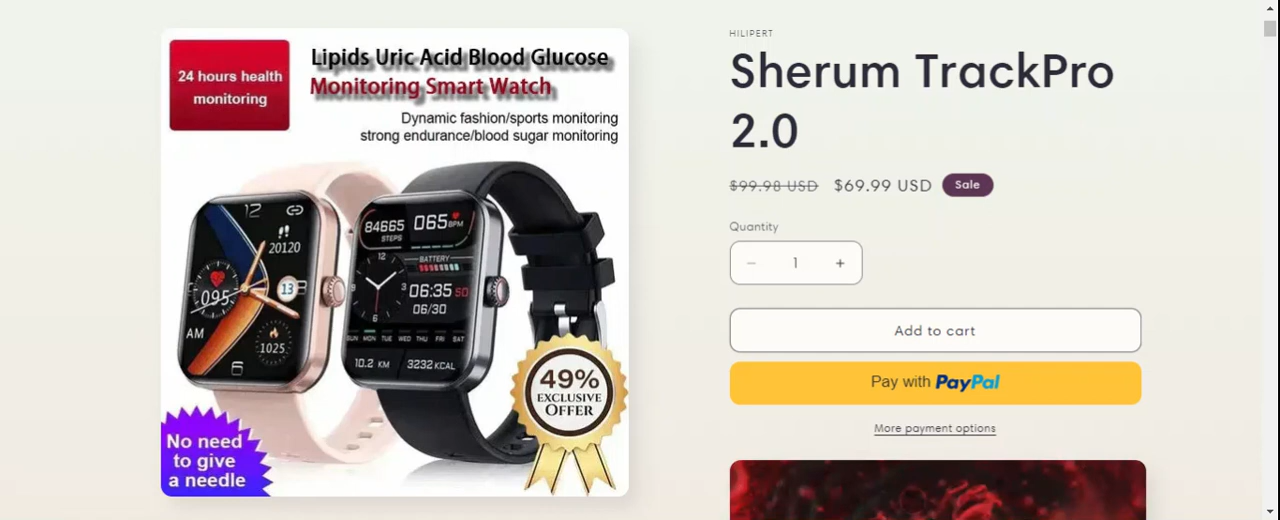 24 hours health
monitoring
Lipids Uric Acid Blood Glucose
Monitoring Smart Watch
Dynamic fashion/sports monitoring
strong endurance/blood sugar monitoring
12
20120
13
095
AM
1025
84665
STEPS
065 BPM
BATTERY
12
3
9
6
06:35 SD
06/30
SUN MON TUE WED THU FRI SAT
10.2 KM
3232 KCAL
49%
EXCLUSIVE
OFFER
No need
to give
a needle
HILIPERT
Sherum TrackPro
2.0
$99.98 USD $69.99 USD Sale
Quantity
− 1 +
Add to cart
Pay with PayPal
More payment options